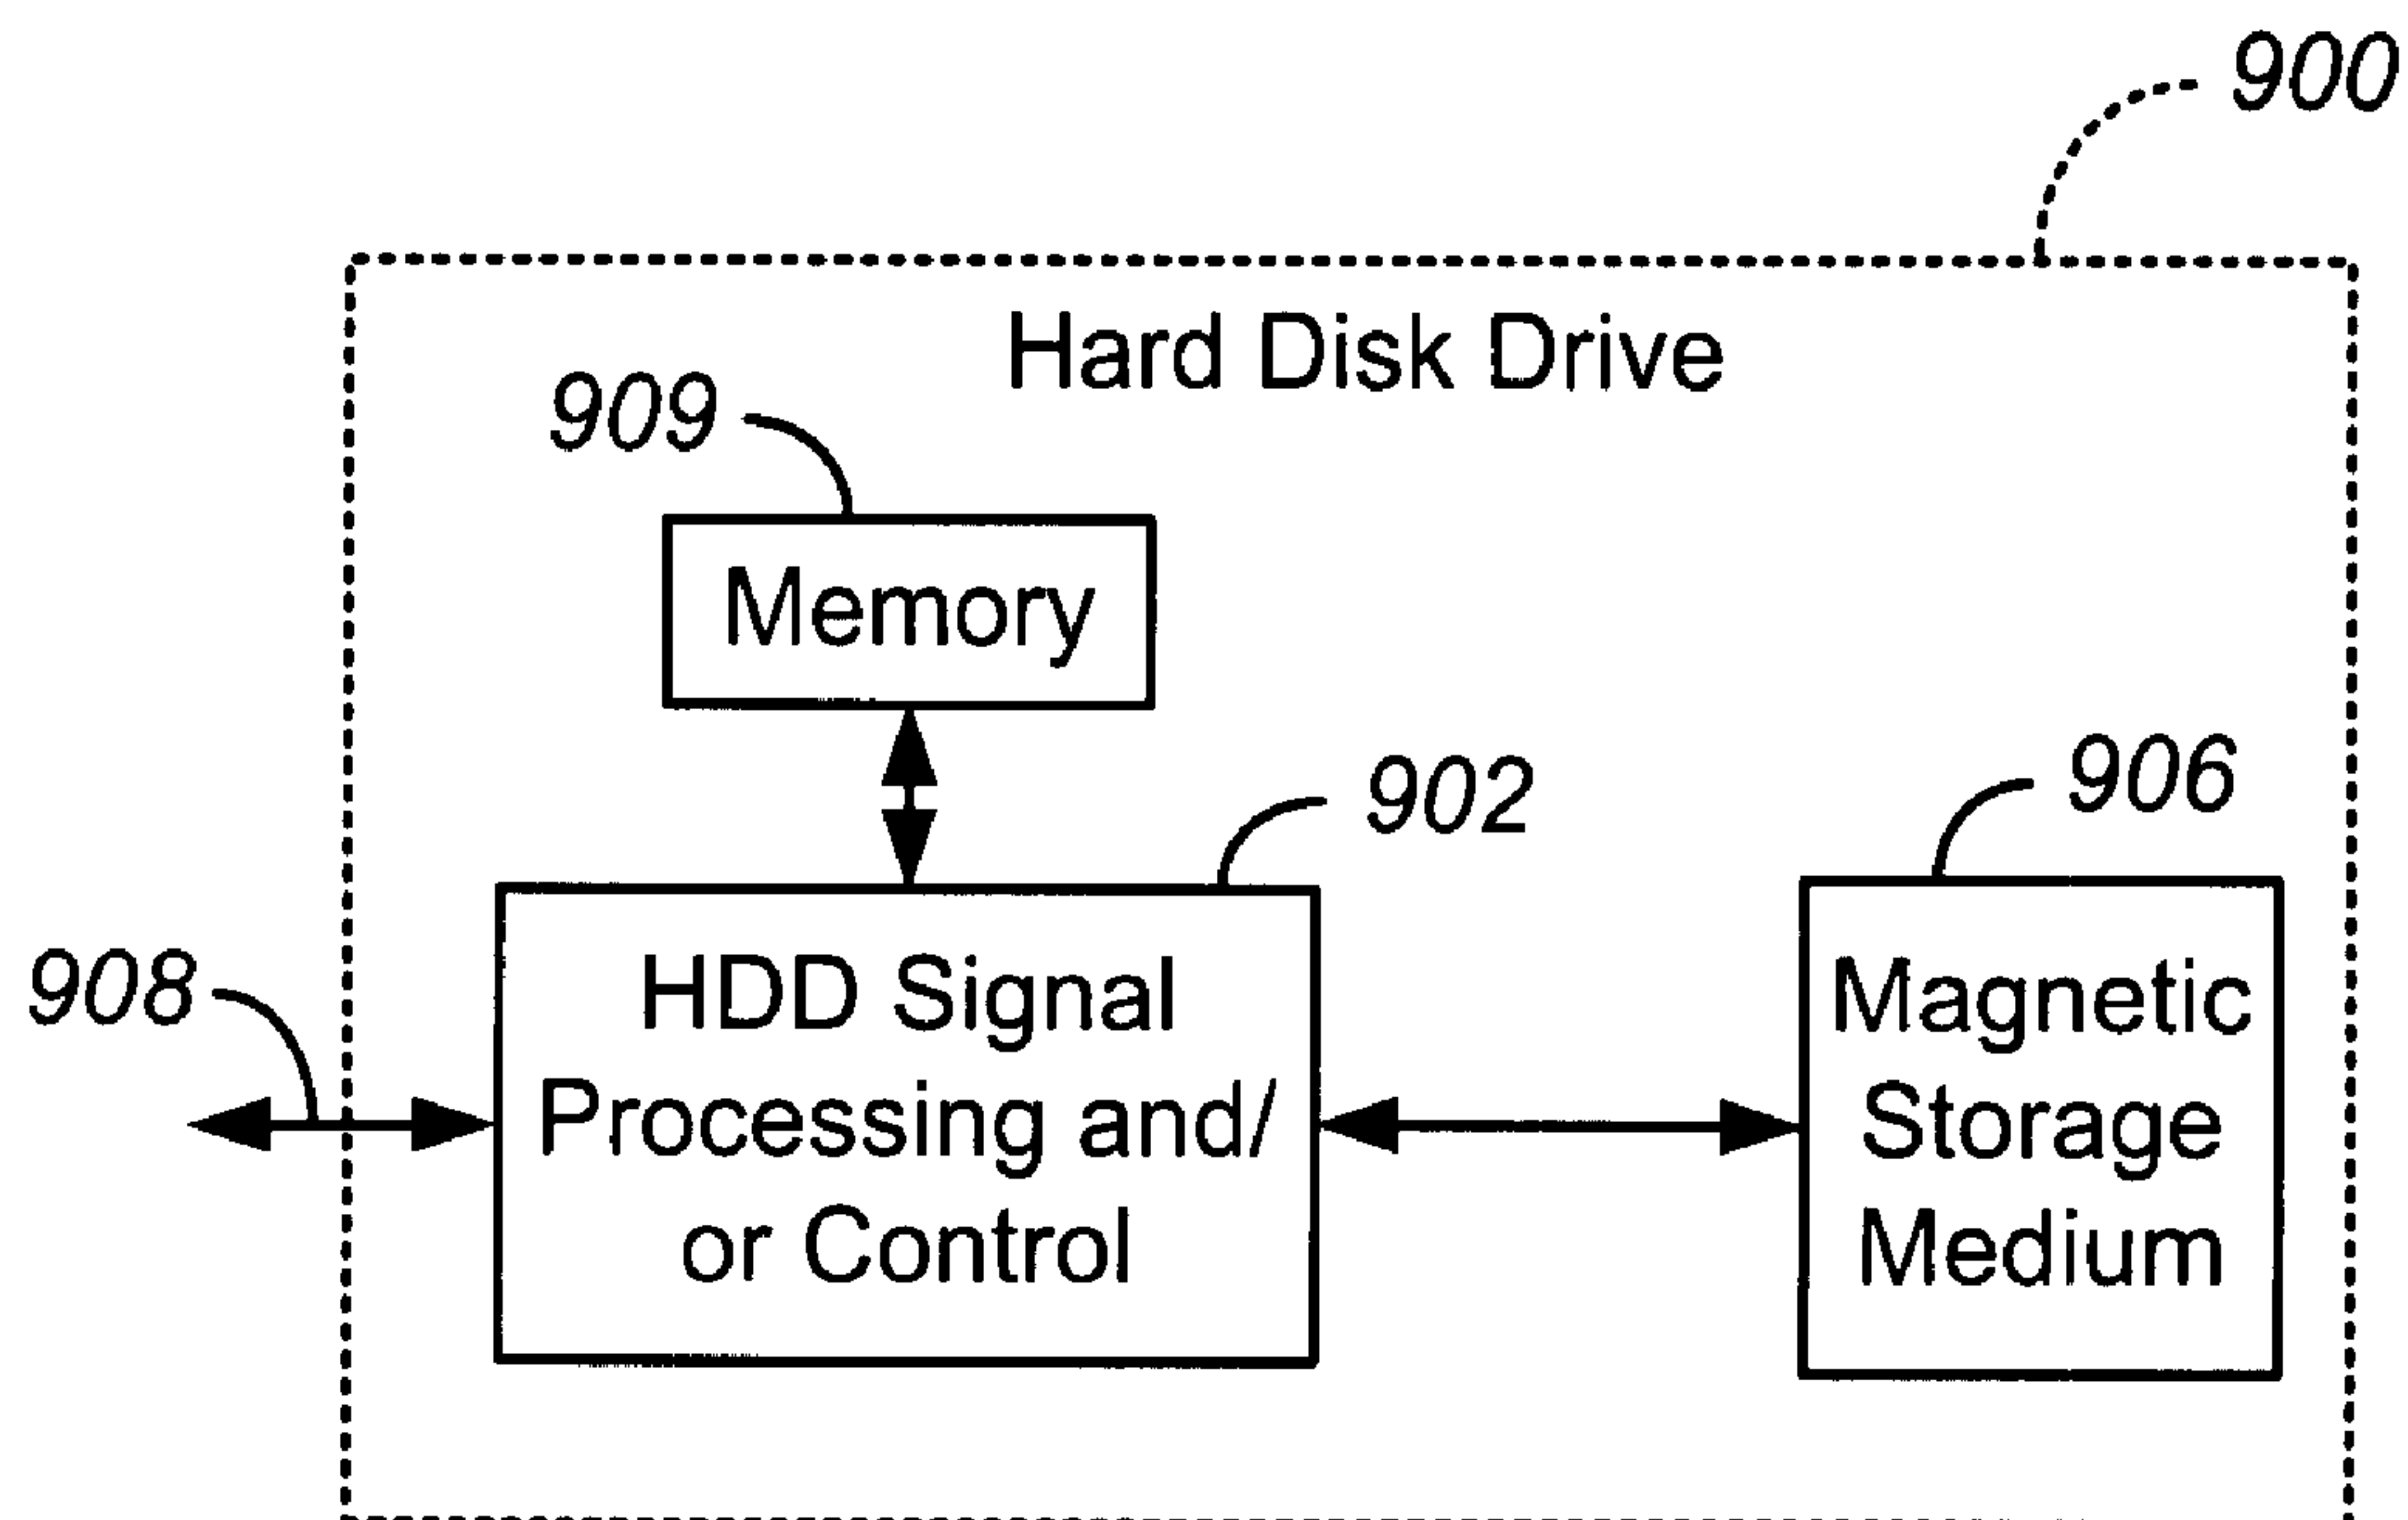 900
Hard Disk Drive
909
Memory
902
906
908
HDD Signal
Processing and/
or Control
Magnetic
Storage
Medium